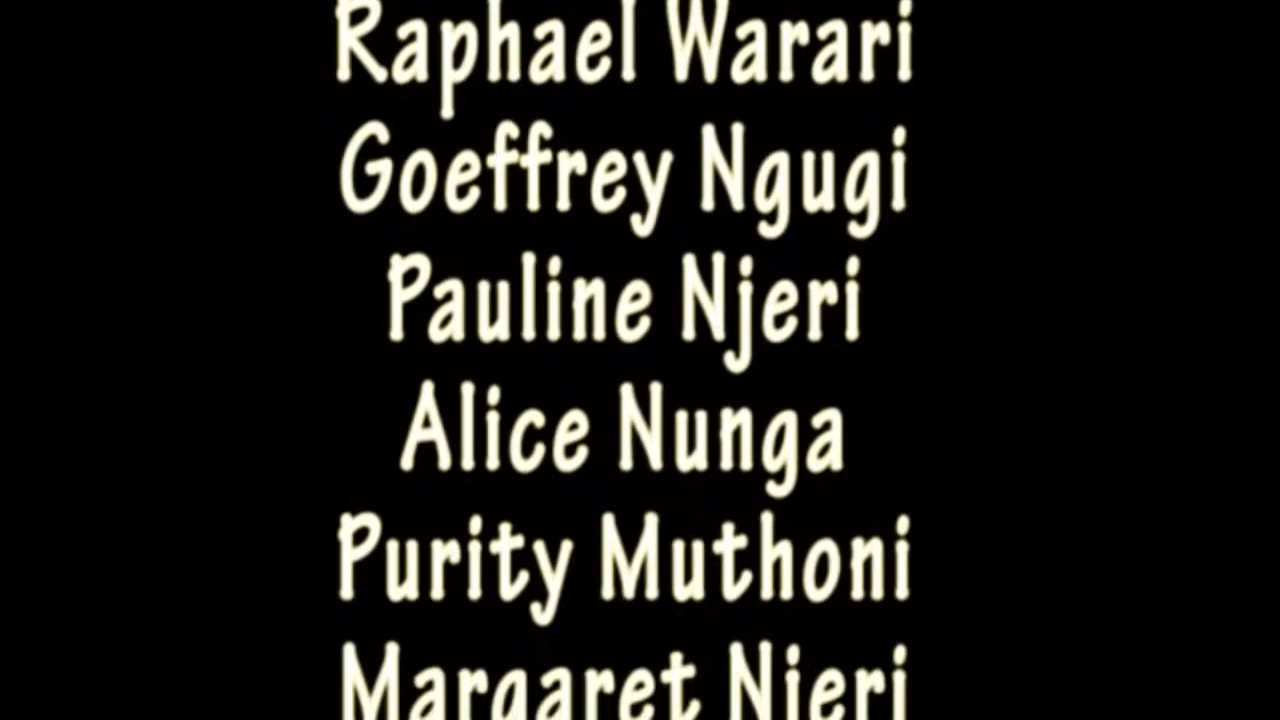 Raphael Warari
Goeffrey Ngugi
Pauline Njeri
Alice Nunga
Purity Muthoni
Margaret Njeri